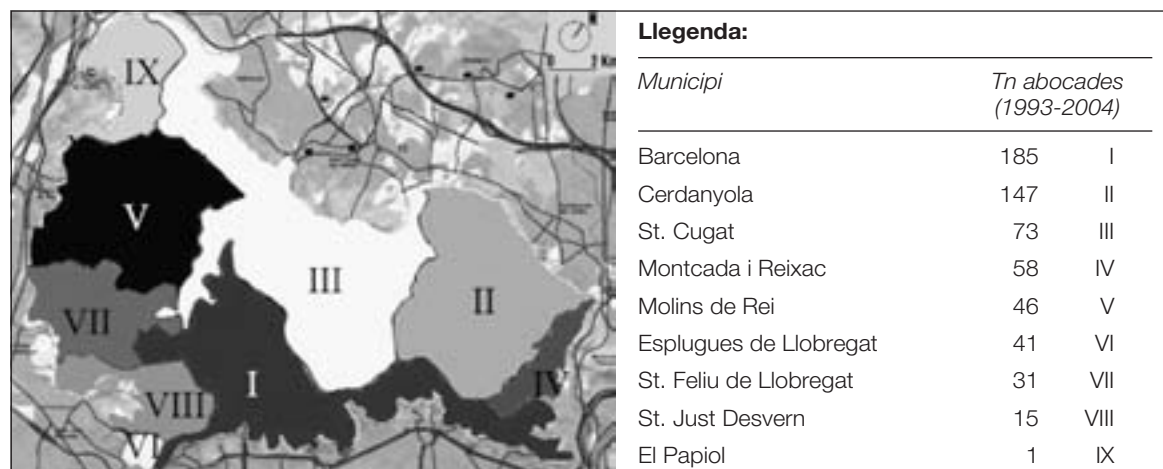 IX
V
III
II
VII
I
IV
VIII
VI
Llegenda:
Municipi Tn abocades
(1993-2004)
Barcelona 185 I
Cerdanyola 147 II
St. Cugat 73 III
Montcada i Reixac 58 IV
Molins de Rei 46 V
Esplugues de Llobregat 41 VI
St. Feliu de Llobregat 31 VII
St. Just Desvern 15 VIII
El Papiol 1 IX